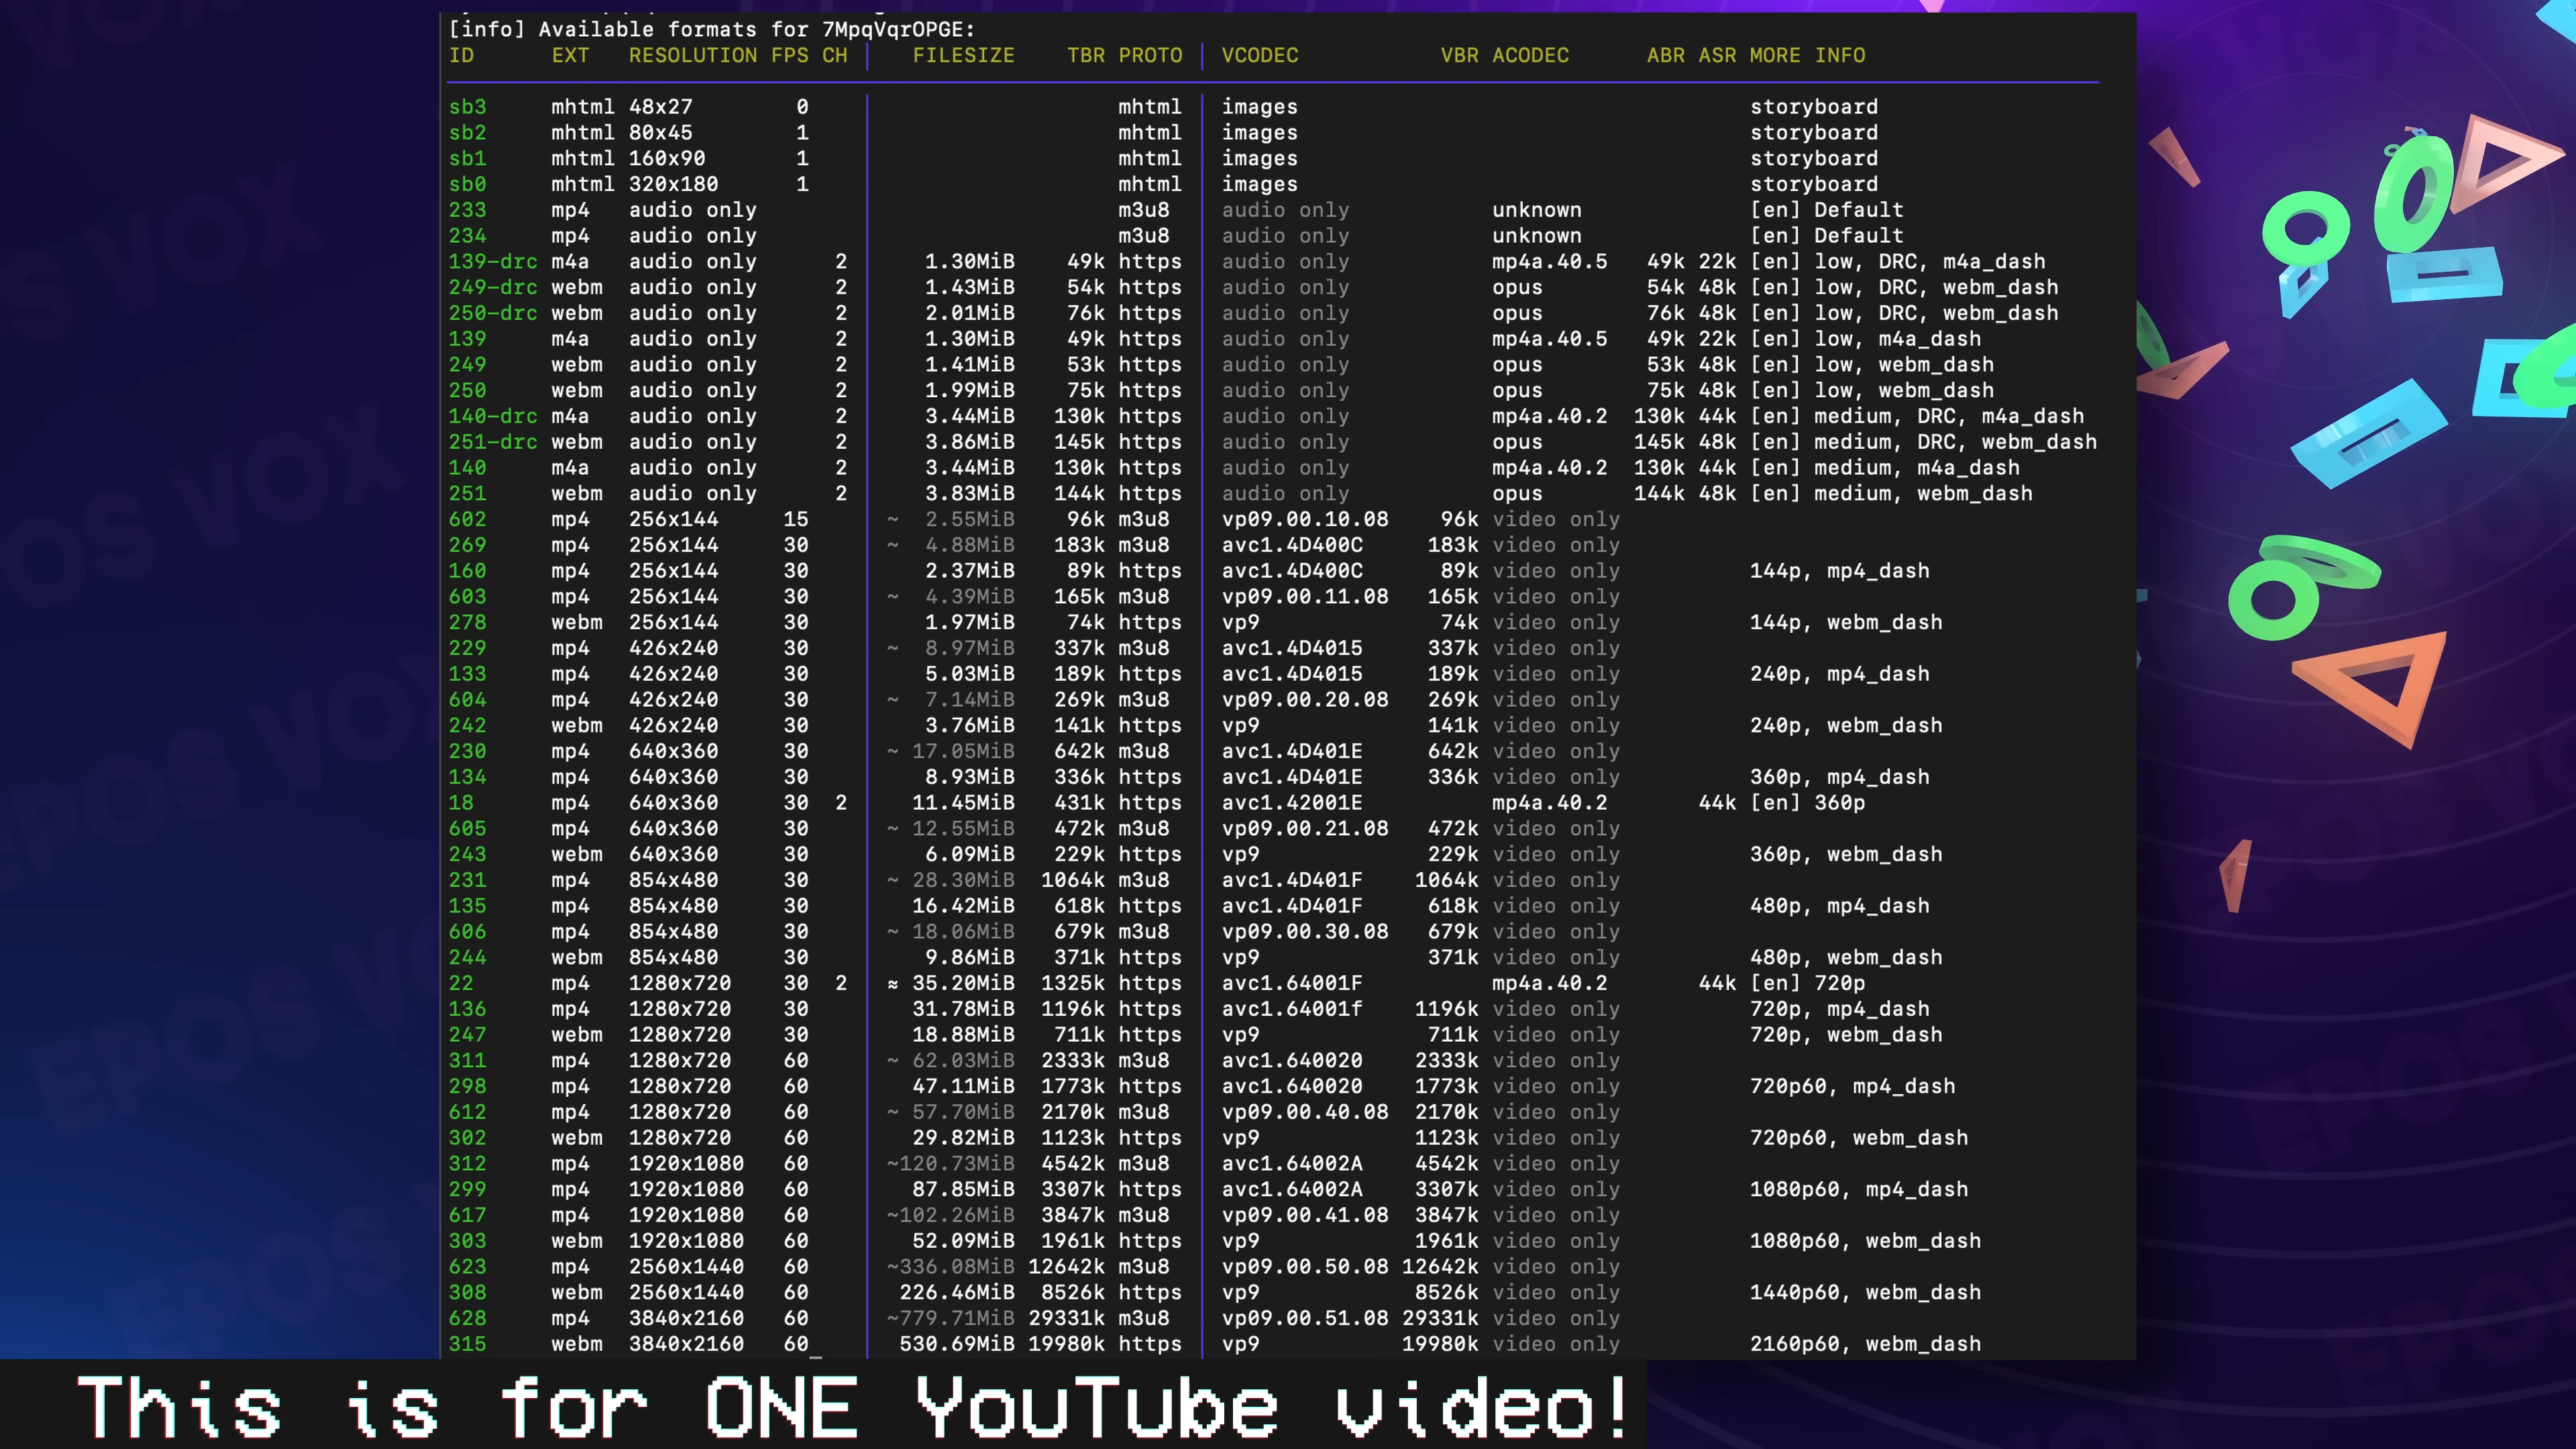 [info] Available formats for 7MpqVqrOPGE:
ID EXT RESOLUTION FPS CH | FILESIZE TBR PROTO | VCODEC VBR ACODEC ABR ASR MORE INFO
sb3 mhtml 48x27 0 | mhtml | images storyboard
sb2 mhtml 80x45 1 | mhtml | images storyboard
sb1 mhtml 160x90 1 | mhtml | images storyboard
sb0 mhtml 320x180 1 | mhtml | images storyboard
233 mp4 audio only | m3u8 | audio only unknown [en] Default
234 mp4 audio only | m3u8 | audio only unknown [en] Default
139-drc m4a audio only 2 | 1.30MiB 49k https | audio only mp4a.40.5 49k 22k [en] low, DRC, m4a_dash
249-drc webm audio only 2 | 1.43MiB 54k https | audio only opus 54k 48k [en] low, DRC, webm_dash
250-drc webm audio only 2 | 2.01MiB 76k https | audio only opus 76k 48k [en] low, DRC, webm_dash
139 m4a audio only 2 | 1.30MiB 49k https | audio only mp4a.40.5 49k 22k [en] low, m4a_dash
249 webm audio only 2 | 1.41MiB 53k https | audio only opus 53k 48k [en] low, webm_dash
250 webm audio only 2 | 1.99MiB 75k https | audio only opus 75k 48k [en] low, webm_dash
140-drc m4a audio only 2 | 3.44MiB 130k https | audio only mp4a.40.2 130k 44k [en] medium, DRC, m4a_dash
251-drc webm audio only 2 | 3.86MiB 145k https | audio only opus 145k 48k [en] medium, DRC, webm_dash
140 m4a audio only 2 | 3.44MiB 130k https | audio only mp4a.40.2 130k 44k [en] medium, m4a_dash
251 webm audio only 2 | 3.83MiB 144k https | audio only opus 144k 48k [en] medium, webm_dash
602 mp4 256x144 15 | ~ 2.55MiB 96k m3u8 | vp09.00.10.08 96k video only
269 mp4 256x144 30 | ~ 4.88MiB 183k m3u8 | avc1.4D400C 183k video only
160 mp4 256x144 30 | 2.37MiB 89k https | avc1.4D400C 89k video only 144p, mp4_dash
603 mp4 256x144 30 | ~ 4.39MiB 165k m3u8 | vp09.00.11.08 165k video only
278 webm 256x144 30 | 1.97MiB 74k https | vp9 74k video only 144p, webm_dash
229 mp4 426x240 30 | ~ 8.97MiB 337k m3u8 | avc1.4D4015 337k video only
133 mp4 426x240 30 | 5.03MiB 189k https | avc1.4D4015 189k video only 240p, mp4_dash
604 mp4 426x240 30 | ~ 7.14MiB 269k m3u8 | vp09.00.20.08 269k video only
242 webm 426x240 30 | 3.76MiB 141k https | vp9 141k video only 240p, webm_dash
230 mp4 640x360 30 | ~ 17.05MiB 642k m3u8 | avc1.4D401E 642k video only
134 mp4 640x360 30 | 8.93MiB 336k https | avc1.4D401E 336k video only 360p, mp4_dash
18 mp4 640x360 30 2 | 11.45MiB 431k https | avc1.42001E mp4a.40.2 44k [en] 360p
605 mp4 640x360 30 | ~ 12.55MiB 472k m3u8 | vp09.00.21.08 472k video only
243 webm 640x360 30 | 6.09MiB 229k https | vp9 229k video only 360p, webm_dash
231 mp4 854x480 30 | ~ 28.30MiB 1064k m3u8 | avc1.4D401F 1064k video only
135 mp4 854x480 30 | 16.42MiB 618k https | avc1.4D401F 618k video only 480p, mp4_dash
606 mp4 854x480 30 | ~ 18.06MiB 679k m3u8 | vp09.00.30.08 679k video only
244 webm 854x480 30 | 9.86MiB 371k https | vp9 371k video only 480p, webm_dash
22 mp4 1280x720 30 2 | ≈ 35.20MiB 1325k https | avc1.64001F mp4a.40.2 44k [en] 720p
136 mp4 1280x720 30 | 31.78MiB 1196k https | avc1.64001f 1196k video only 720p, mp4_dash
247 webm 1280x720 30 | 18.88MiB 711k https | vp9 711k video only 720p, webm_dash
311 mp4 1280x720 60 | ~ 62.03MiB 2333k m3u8 | avc1.640020 2333k video only
298 mp4 1280x720 60 | 47.11MiB 1773k https | avc1.640020 1773k video only 720p60, mp4_dash
612 mp4 1280x720 60 | ~ 57.70MiB 2170k m3u8 | vp09.00.40.08 2170k video only
302 webm 1280x720 60 | 29.82MiB 1123k https | vp9 1123k video only 720p60, webm_dash
312 mp4 1920x1080 60 | ~120.73MiB 4542k m3u8 | avc1.64002A 4542k video only
299 mp4 1920x1080 60 | 87.85MiB 3307k https | avc1.64002A 3307k video only 1080p60, mp4_dash
617 mp4 1920x1080 60 | ~102.26MiB 3847k m3u8 | vp09.00.41.08 3847k video only
303 webm 1920x1080 60 | 52.09MiB 1961k https | vp9 1961k video only 1080p60, webm_dash
623 mp4 2560x1440 60 | ~336.08MiB 12642k m3u8 | vp09.00.50.08 12642k video only
308 webm 2560x1440 60 | 226.46MiB 8526k https | vp9 8526k video only 1440p60, webm_dash
628 mp4 3840x2160 60 | ~779.71MiB 29331k m3u8 | vp09.00.51.08 29331k video only
315 webm 3840x2160 60 | 530.69MiB 19980k https | vp9 19980k video only 2160p60, webm_dash
This is for ONE YouTube video!
EPOS VOX
EPOS VOX
EPOS VOX